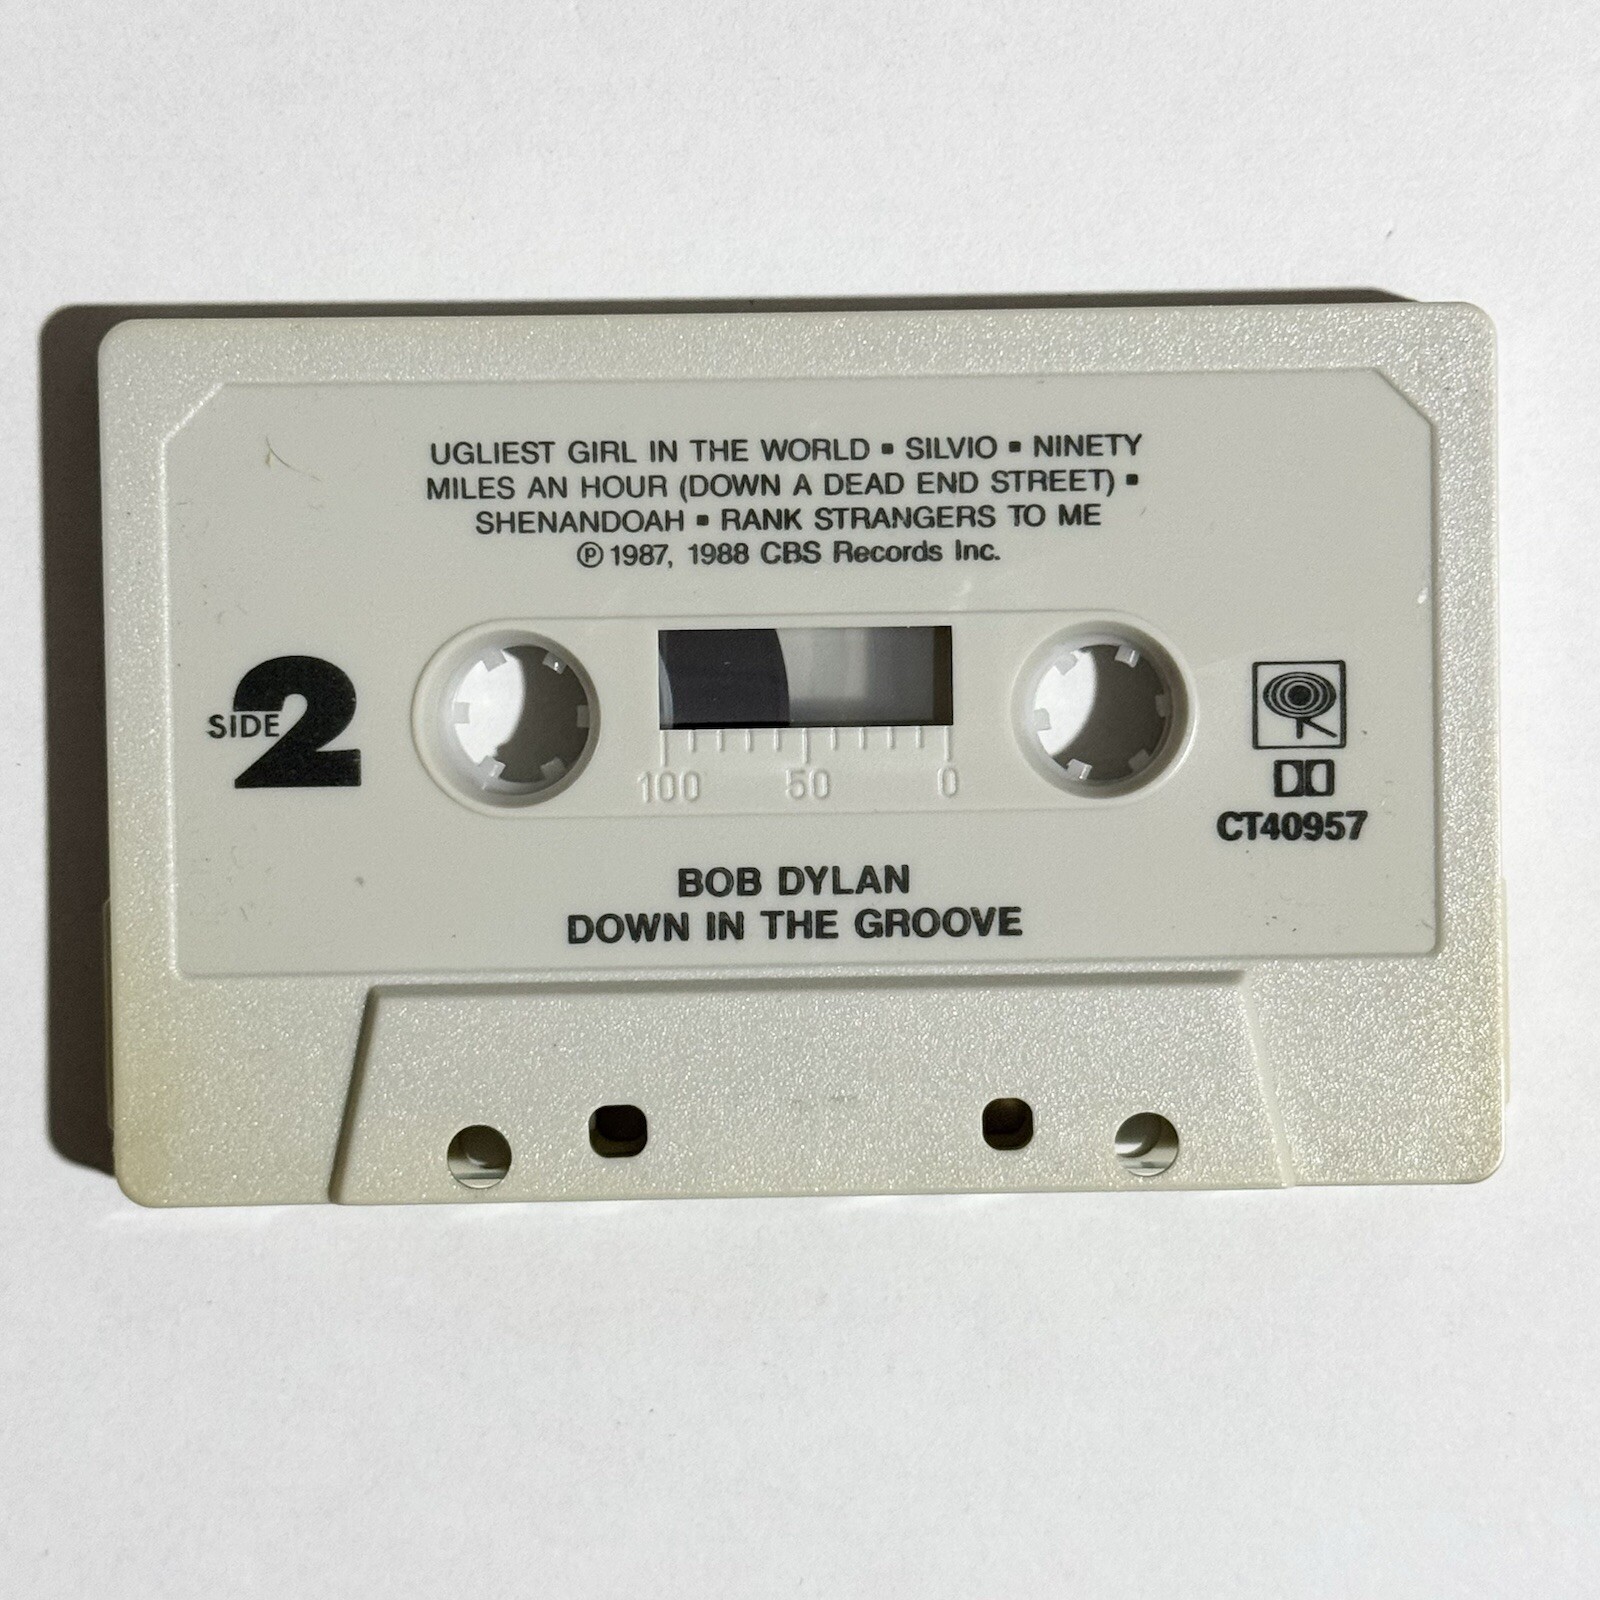 UGLIEST GIRL IN THE WORLD ▪ SILVIO ▪ NINETY
MILES AN HOUR (DOWN A DEAD END STREET) ▪
SHENANDOAH ▪ RANK STRANGERS TO ME
℗ 1987, 1988 CBS Records Inc.
SIDE 2
100 50 0
CT40957
BOB DYLAN
DOWN IN THE GROOVE